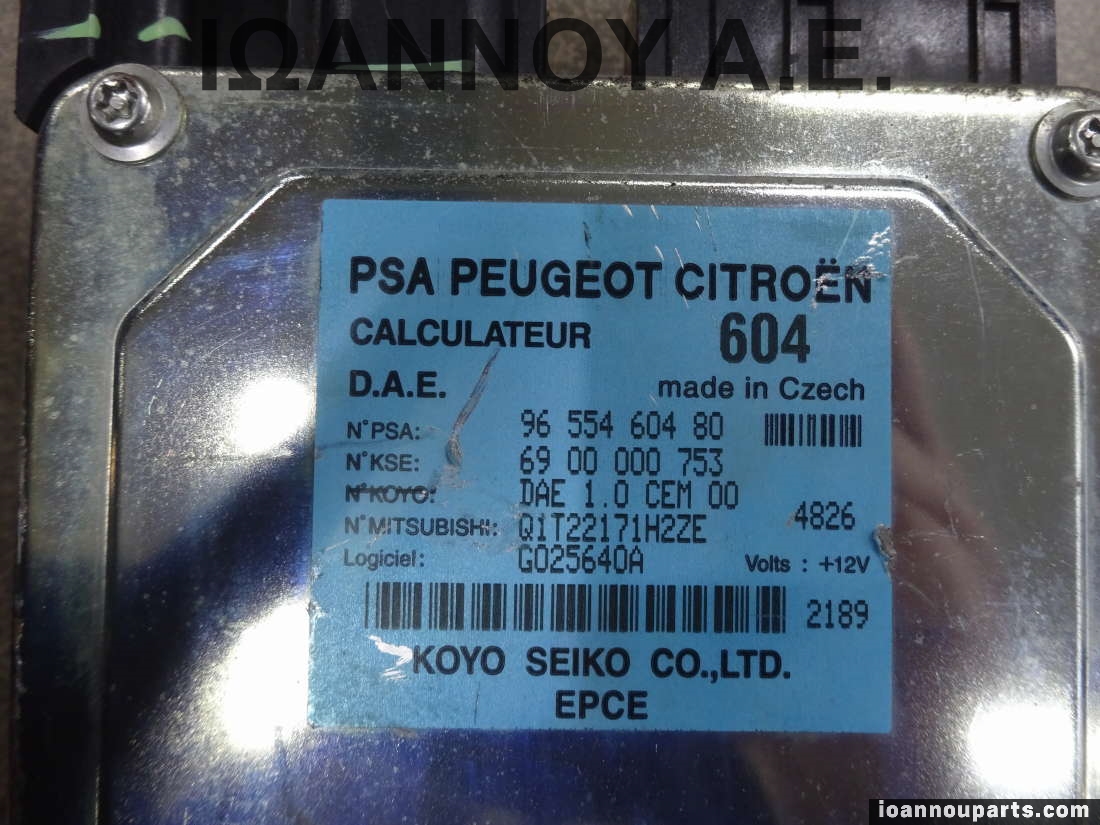 ΙΩΑΝΝΟΥ Α.Ε.
PSA PEUGEOT CITROËN
CALCULATEUR 604
D.A.E. made in Czech
N°PSA: 96 554 604 80
N°KSE: 69 00 000 753
N°KOYO: DAE 1.0 CEM 00
N°MITSUBISHI: Q1T22171H2ZE 4826
Logiciel: G025640A Volts : +12V
2189
KOYO SEIKO CO.,LTD.
EPCE
ioannouparts.com